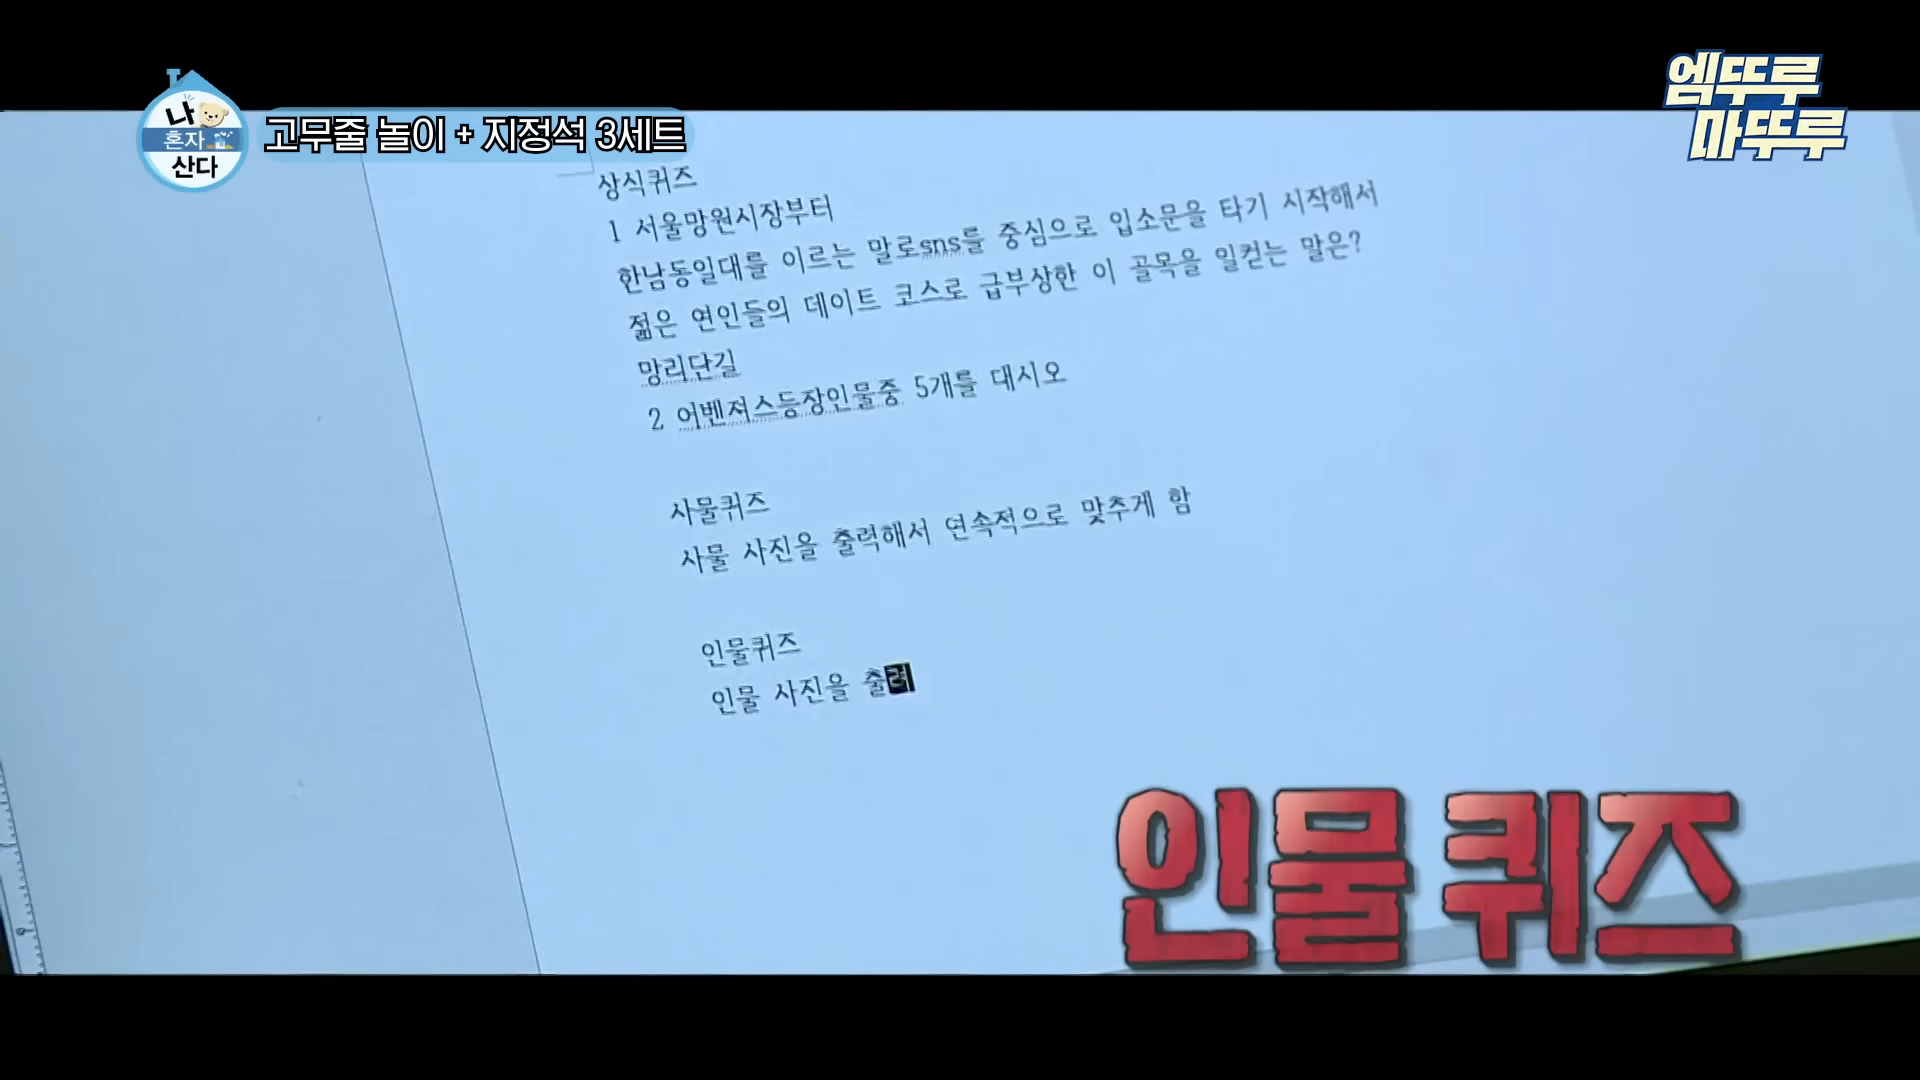 나
혼자
산다
고무줄 놀이 + 지정석 3세트
엠뚜루
마뚜루
상식퀴즈
1 서울망원시장부터
한남동일대를 이르는 말로sns를 중심으로 입소문을 타기 시작해서
젊은 연인들의 데이트 코스로 급부상한 이 골목을 일컫는 말은?
망리단길
2 어벤져스등장인물중 5개를 대시오
사물퀴즈
사물 사진을 출력해서 연속적으로 맞추게 함
인물퀴즈
인물 사진을 출력
9
인물 퀴즈